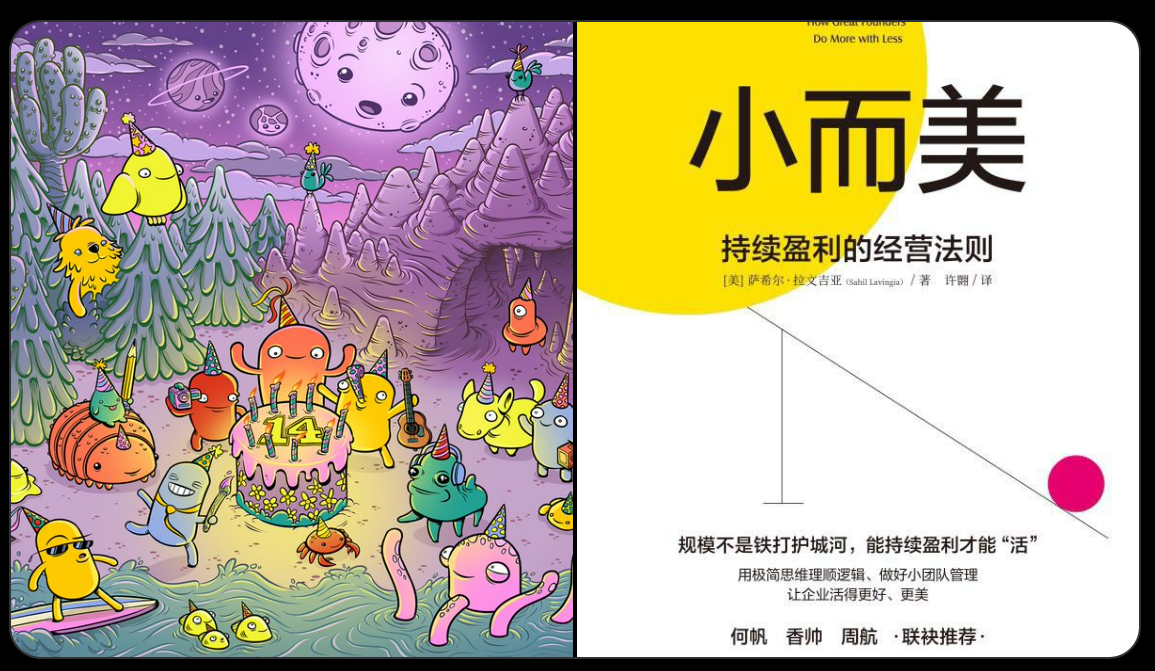 14
How Great Founders
Do More with Less
小而美
持续盈利的经营法则
[美] 萨希尔·拉文吉亚 (Sahil Lavingia) / 著 许翾 / 译
规模不是铁打护城河，能持续盈利才能“活”
用极简思维理顺逻辑、做好小团队管理
让企业活得更好、更美
何帆 香帅 周航 ·联袂推荐·